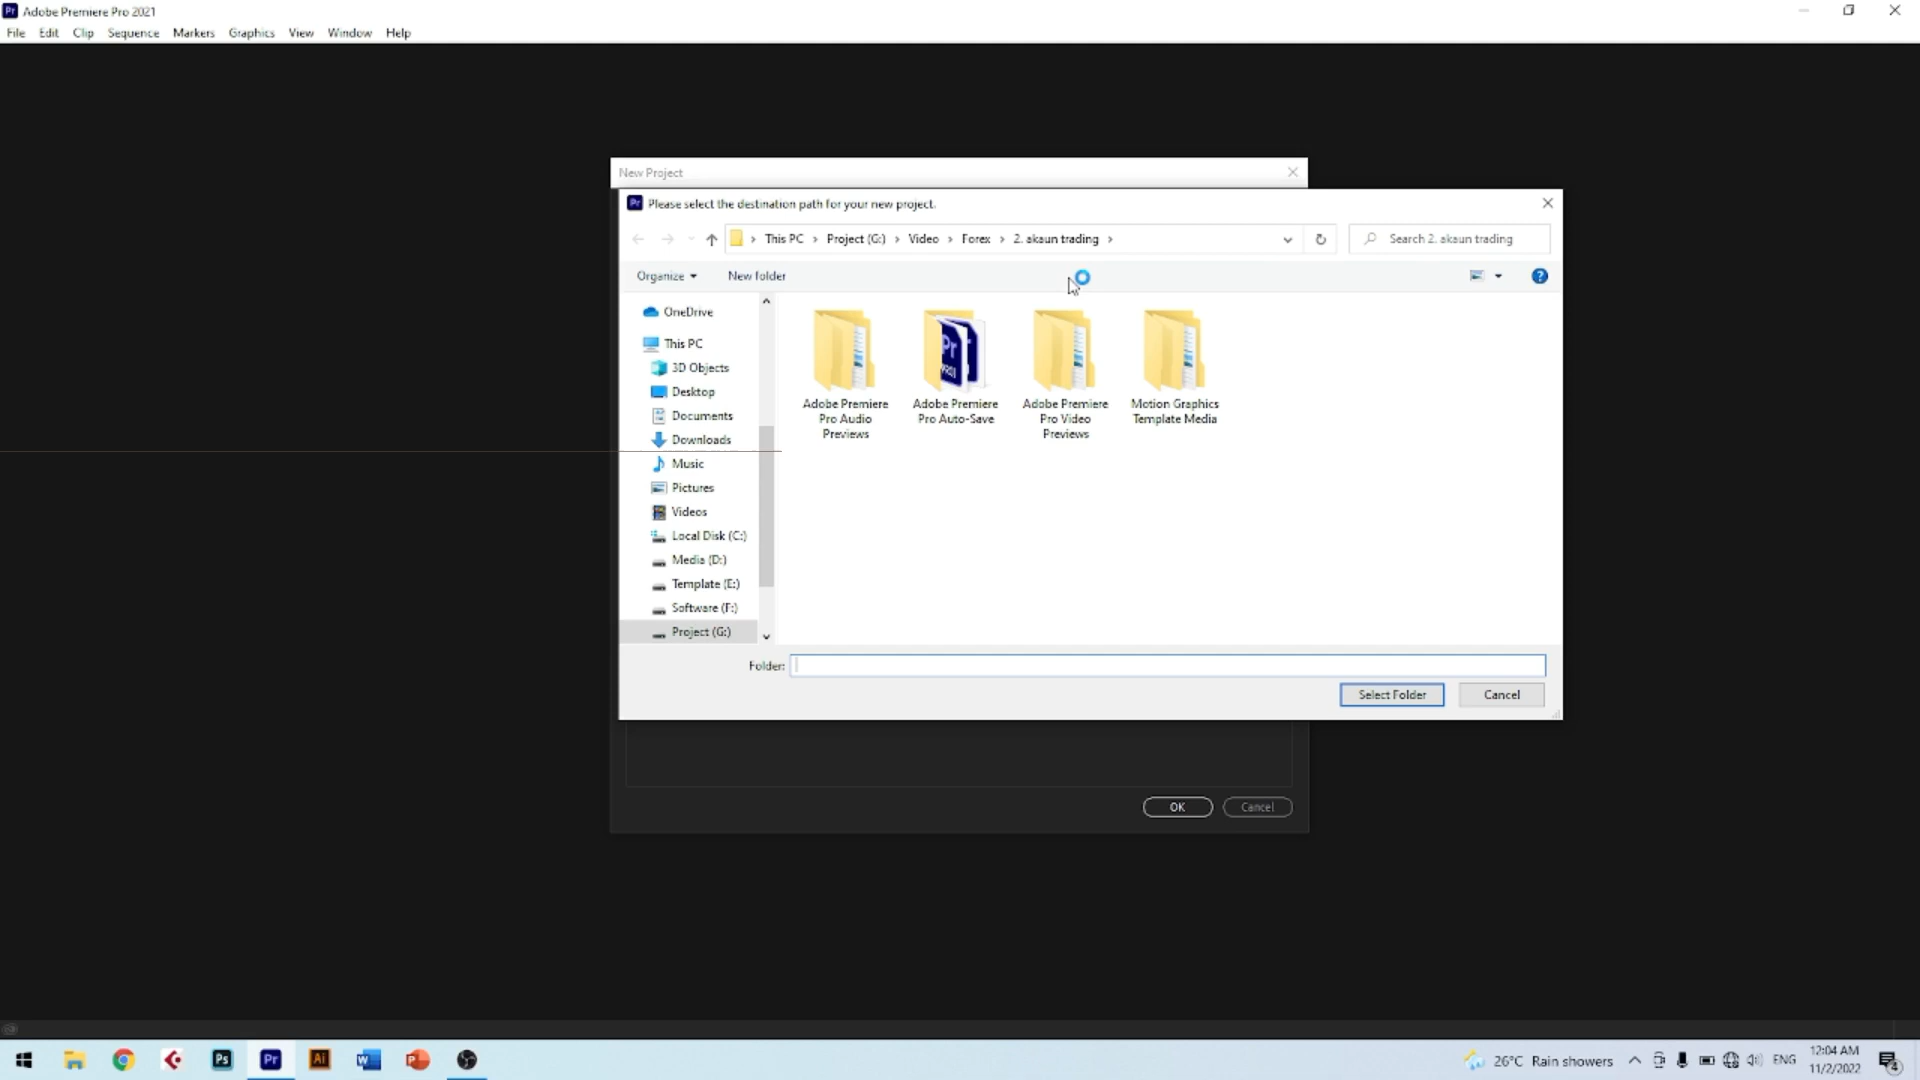 Adobe Premiere Pro 2021
File Edit Clip Sequence Markers Graphics View Window Help
New Project
Please select the destination path for your new project.
This PC Project (G:) Video Forex 2. akaun trading
Search 2. akaun trading
Organize New folder
OneDrive
This PC
3D Objects
Desktop
Documents
Downloads
Music
Pictures
Videos
Local Disk (C:)
Media (D:)
Template (E:)
Software (F:)
Project (G:)
Adobe Premiere
Pro Audio
Previews
Adobe Premiere
Pro Auto-Save
Adobe Premiere
Pro Video
Previews
Motion Graphics
Template Media
Folder:
Select Folder Cancel
OK Cancel
26°C Rain showers
ENG
12:04 AM
11/2/2022
4